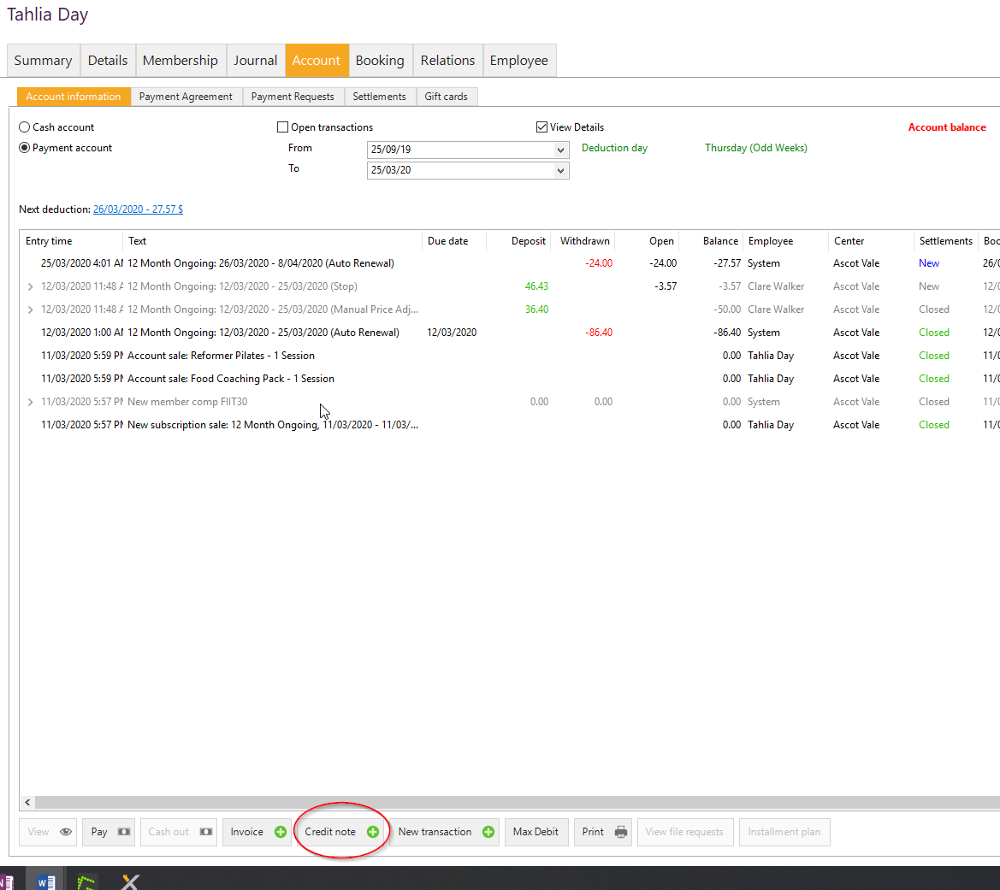 Tahlia Day
Summary Details Membership Journal Account Booking Relations Employee
Account information Payment Agreement Payment Requests Settlements Gift cards
Cash account Open transactions View Details Account balance
Payment account From 25/09/19 Deduction day Thursday (Odd Weeks)
To 25/03/20
Next deduction: 26/03/2020 - 27.57 $
Entry time Text Due date Deposit Withdrawn Open Balance Employee Center Settlements Boo
25/03/2020 4:01 AM 12 Month Ongoing: 26/03/2020 - 8/04/2020 (Auto Renewal) -24.00 -24.00 -27.57 System Ascot Vale New 26/0
12/03/2020 11:48 A 12 Month Ongoing: 12/03/2020 - 25/03/2020 (Stop) 46.43 -3.57 -3.57 Clare Walker Ascot Vale New 12/0
12/03/2020 11:48 A 12 Month Ongoing: 12/03/2020 - 25/03/2020 (Manual Price Adj... 36.40 -50.00 Clare Walker Ascot Vale Closed 12/0
12/03/2020 1:00 AM 12 Month Ongoing: 12/03/2020 - 25/03/2020 (Auto Renewal) 12/03/2020 -86.40 -86.40 System Ascot Vale Closed 12/0
11/03/2020 5:59 PM Account sale: Reformer Pilates - 1 Session 0.00 Tahlia Day Ascot Vale Closed 11/0
11/03/2020 5:59 PM Account sale: Food Coaching Pack - 1 Session 0.00 Tahlia Day Ascot Vale Closed 11/0
11/03/2020 5:57 PM New member comp FIIT30 0.00 0.00 0.00 System Ascot Vale Closed 11/0
11/03/2020 5:57 PM New subscription sale: 12 Month Ongoing, 11/03/2020 - 11/03/... 0.00 Tahlia Day Ascot Vale Closed 11/0
View Pay Cash out Invoice Credit note New transaction Max Debit Print View file requests Installment plan
N W